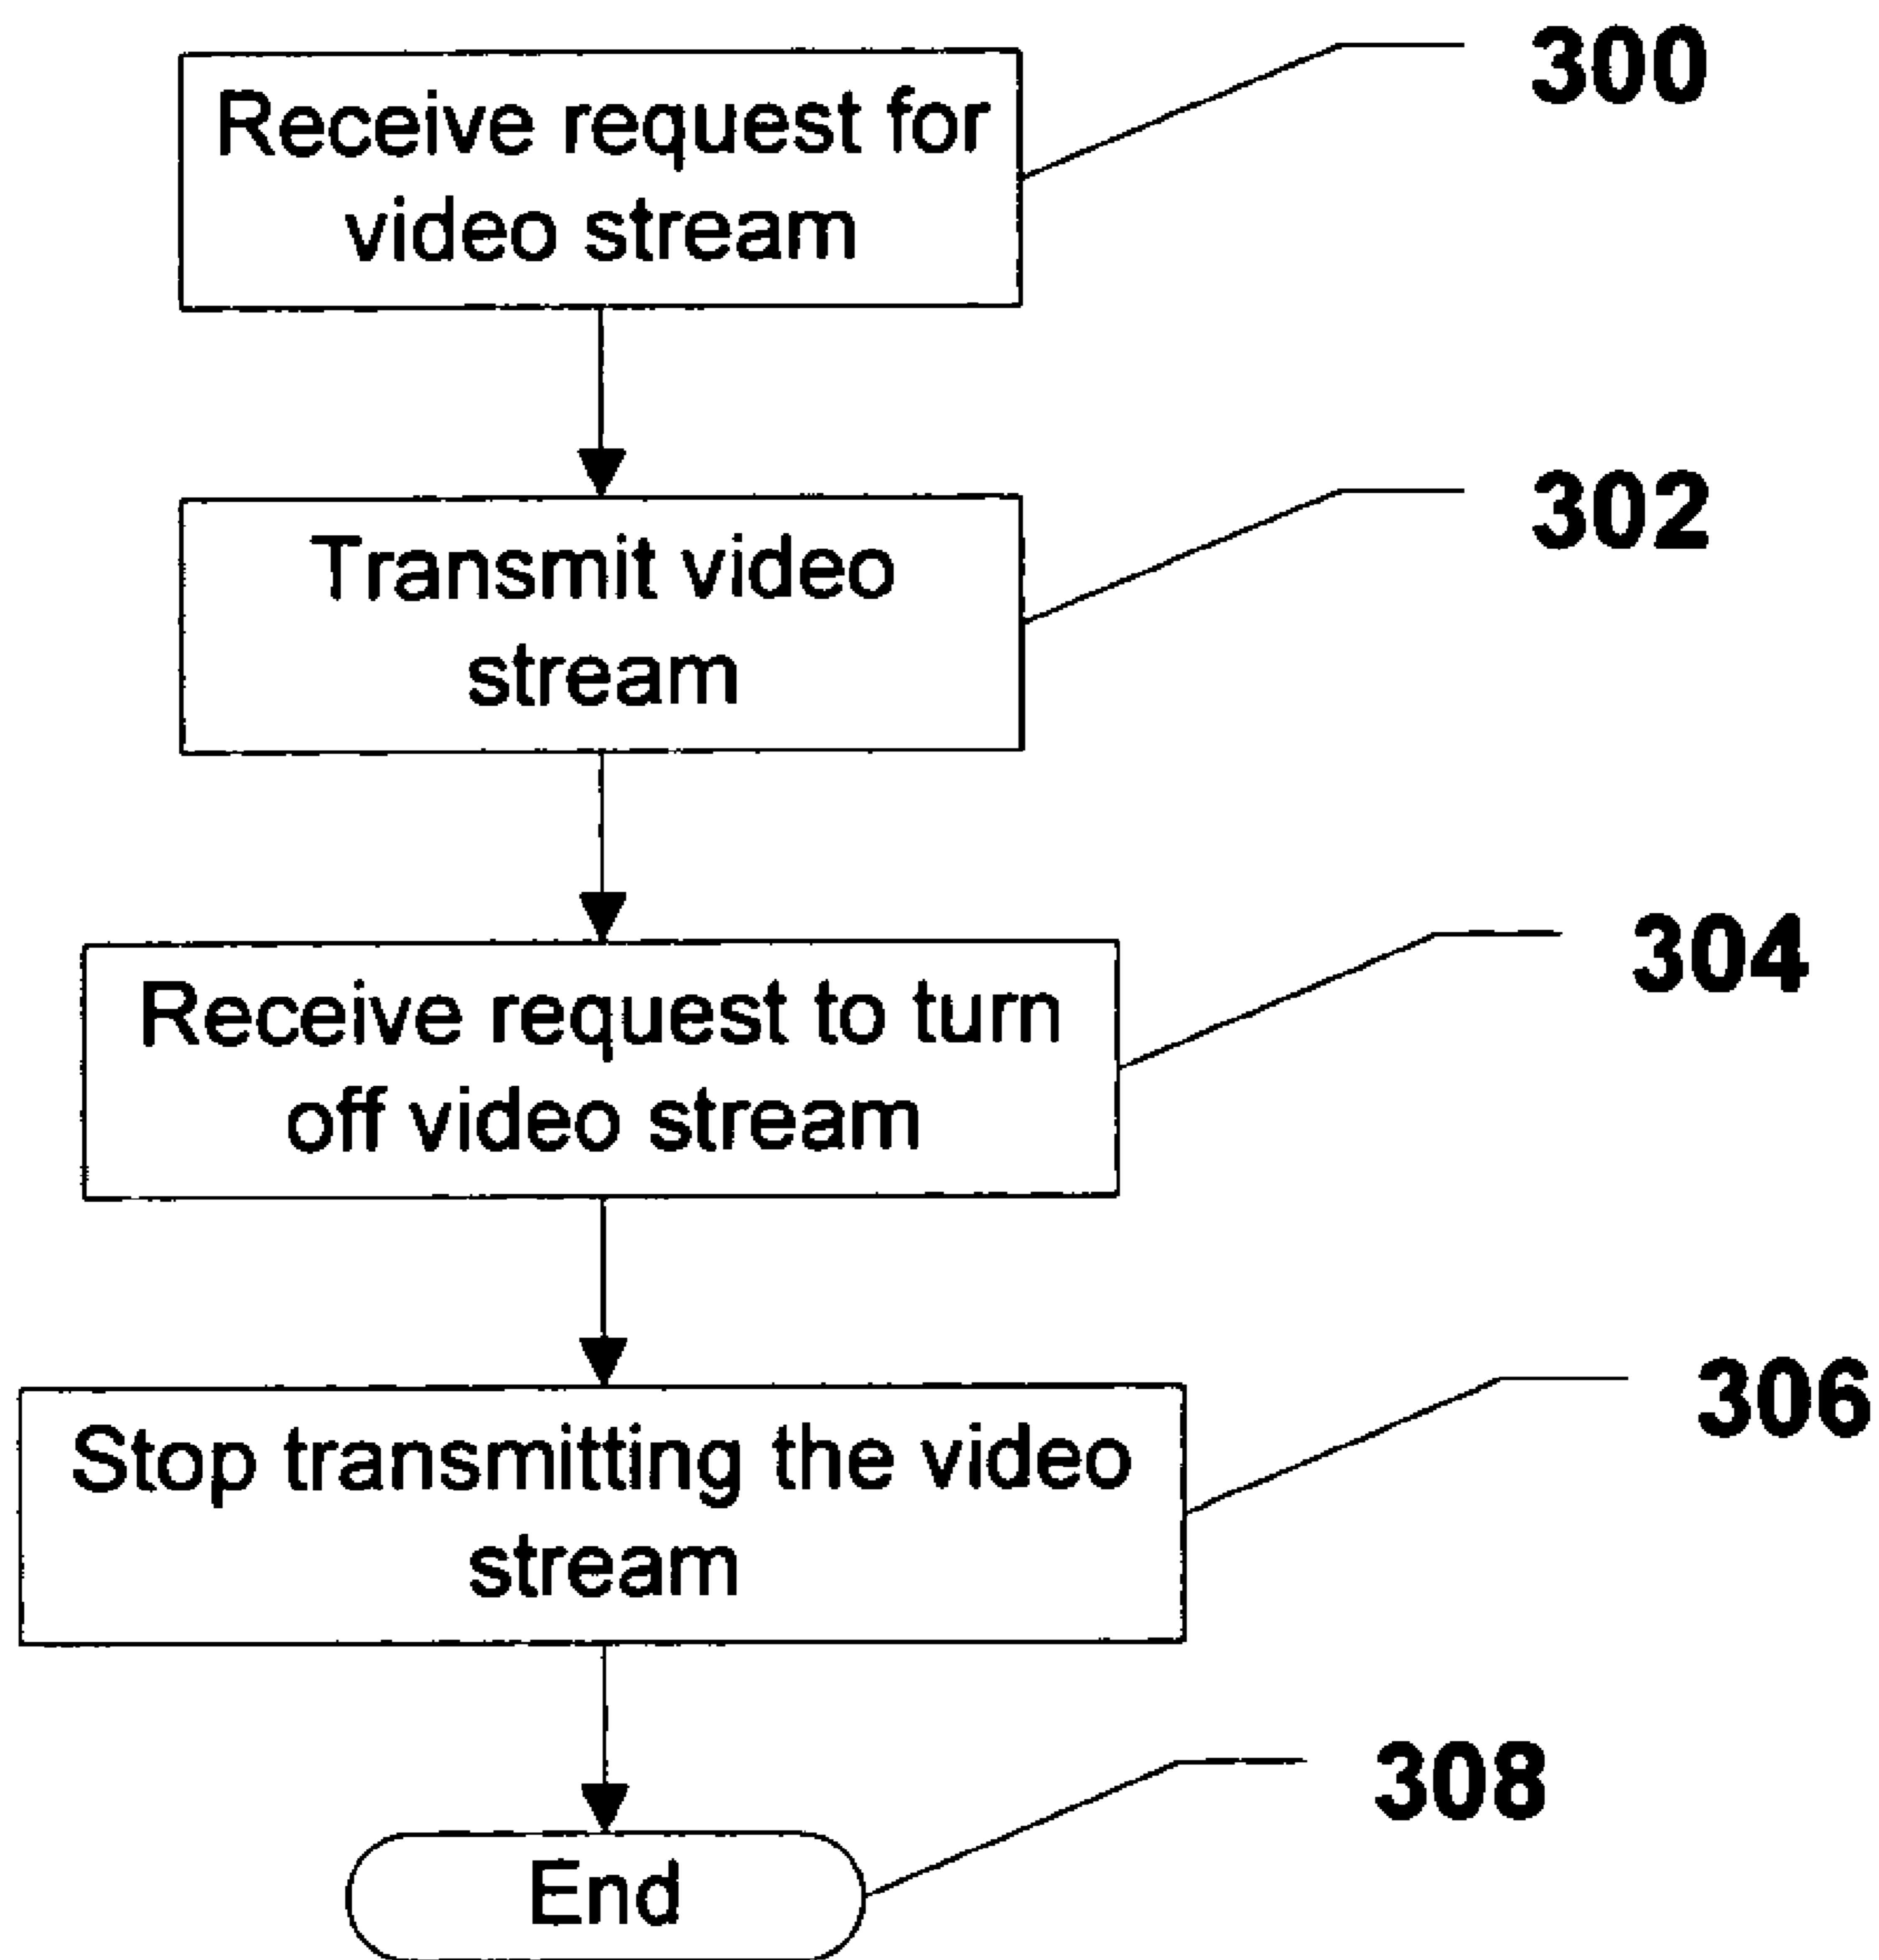 Receive request for
video stream
300
Transmit video
stream
302
Receive request to turn
off video stream
304
Stop transmitting the video
stream
306
End
308